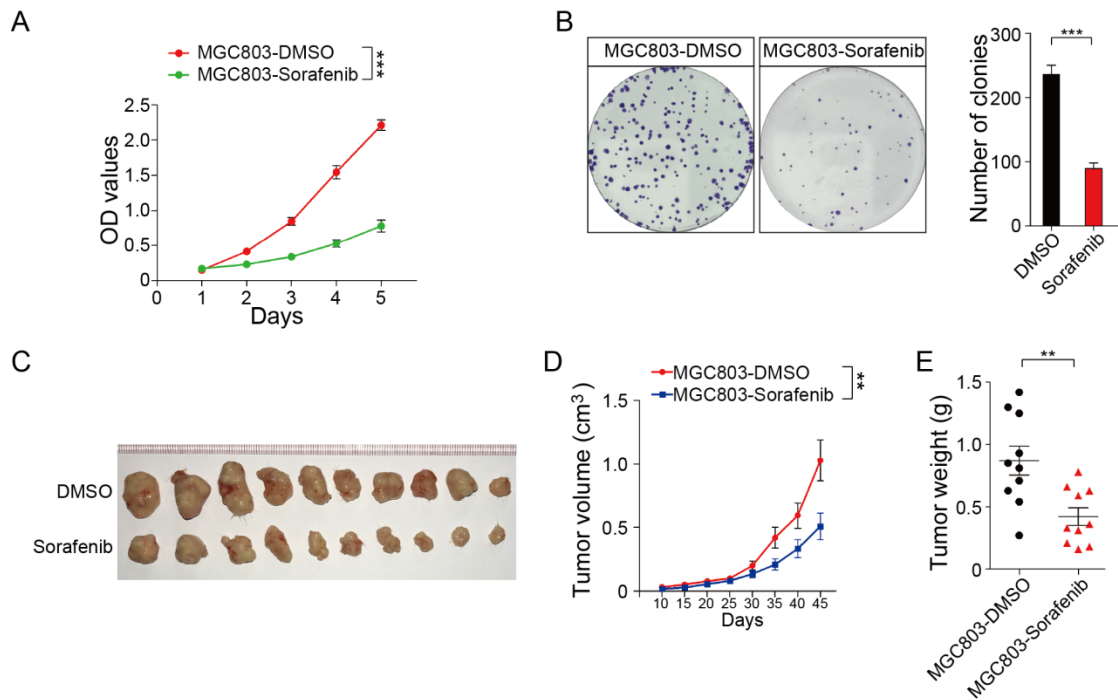 A
MGC803-DMSO
MGC803-Sorafenib
***
OD values
2.5
2.0
1.5
1.0
0.5
0
0 1 2 3 4 5
Days
B
MGC803-DMSO MGC803-Sorafenib
Number of clonies
300
200
100
0
***
DMSO
Sorafenib
C
DMSO
Sorafenib
D
MGC803-DMSO
MGC803-Sorafenib
**
Tumor volume (cm³)
1.5
1.0
0.5
0
10 15 20 25 30 35 40 45
Days
E
**
Tumor weight (g)
1.5
1.0
0.5
0
MGC803-DMSO
MGC803-Sorafenib